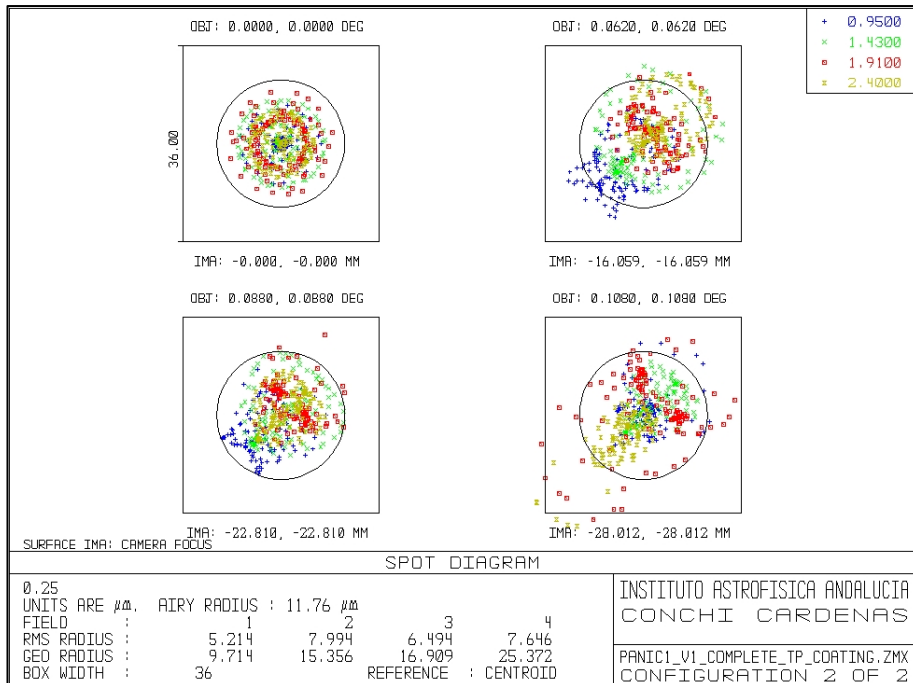 OBJ: 0.0000, 0.0000 DEG
OBJ: 0.0620, 0.0620 DEG
0.9500
1.4300
1.9100
2.4000
36.00
IMA: -0.000, -0.000 MM
IMA: -16.059, -16.059 MM
OBJ: 0.0880, 0.0880 DEG
OBJ: 0.1080, 0.1080 DEG
IMA: -22.810, -22.810 MM
IMA: -28.012, -28.012 MM
SURFACE IMA: CAMERA FOCUS
SPOT DIAGRAM
0.25
UNITS ARE µm. AIRY RADIUS : 11.76 µm
FIELD : 1 2 3 4
RMS RADIUS : 5.214 7.994 6.494 7.646
GEO RADIUS : 9.714 15.356 16.909 25.372
BOX WIDTH : 36 REFERENCE : CENTROID
INSTITUTO ASTROFISICA ANDALUCIA
CONCHI CARDENAS
PANIC1_V1_COMPLETE_TP_COATING.ZMX
CONFIGURATION 2 OF 2